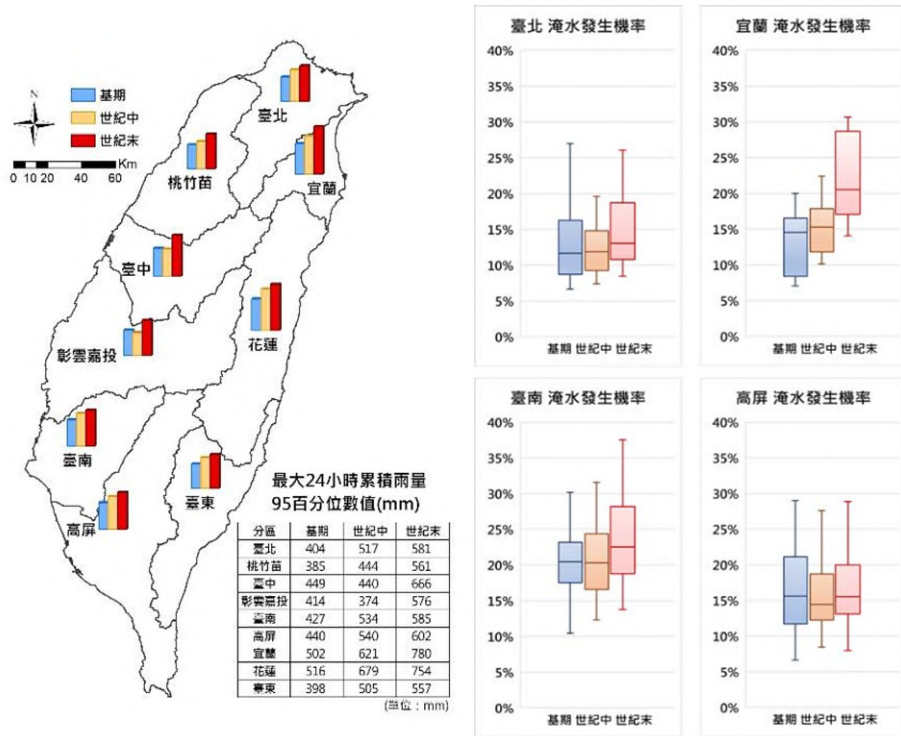 N
基期
世紀中
世紀末
Km
0 10 20 40 60
臺北
桃竹苗
宜蘭
臺中
花蓮
彰雲嘉投
臺南
臺東
高屏
最大24小時累積雨量
95百分位數值(mm)
分區 基期 世紀中 世紀末
臺北 404 517 581
桃竹苗 385 444 561
臺中 449 440 666
彰雲嘉投 414 374 576
臺南 427 534 585
高屏 440 540 602
宜蘭 502 621 780
花蓮 516 679 754
臺東 398 505 557
(單位：mm)
臺北 淹水發生機率
40%
35%
30%
25%
20%
15%
10%
5%
0%
基期 世紀中 世紀末
宜蘭 淹水發生機率
40%
35%
30%
25%
20%
15%
10%
5%
0%
基期 世紀中 世紀末
臺南 淹水發生機率
40%
35%
30%
25%
20%
15%
10%
5%
0%
基期 世紀中 世紀末
高屏 淹水發生機率
40%
35%
30%
25%
20%
15%
10%
5%
0%
基期 世紀中 世紀末